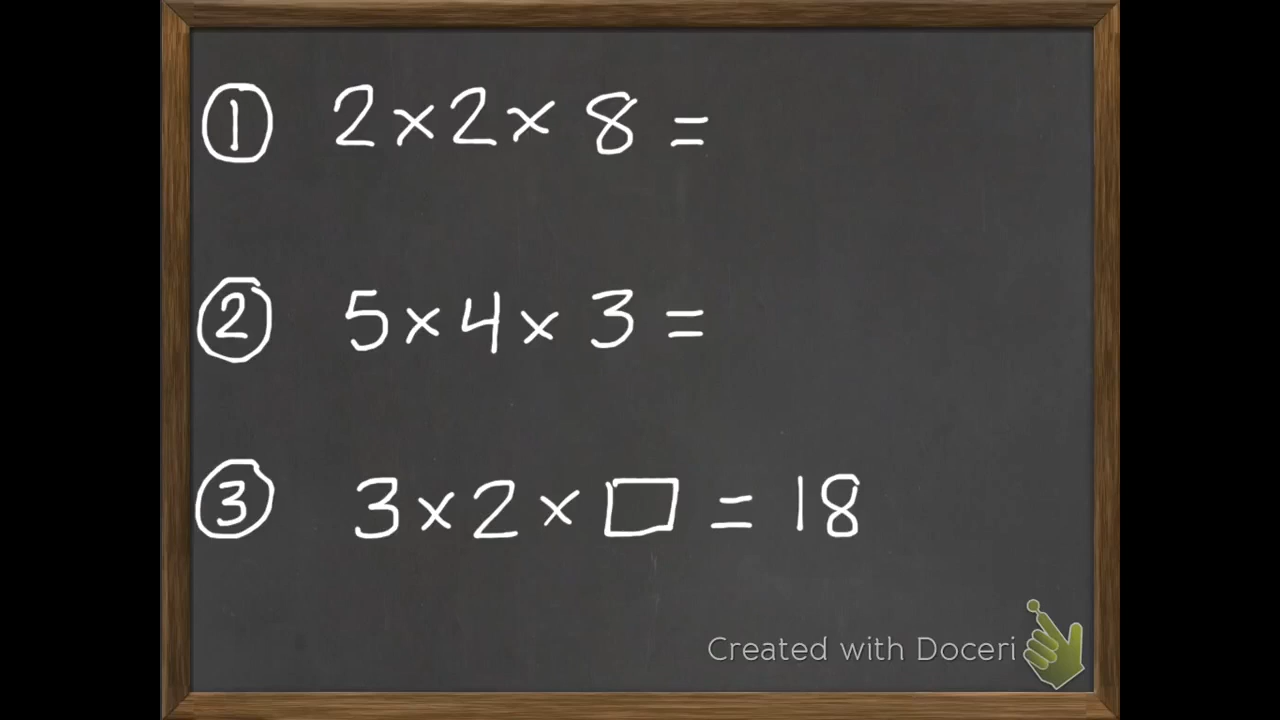 ① 2 × 2 × 8 =
② 5 × 4 × 3 =
③ 3 × 2 × □ = 18
Created with Doceri